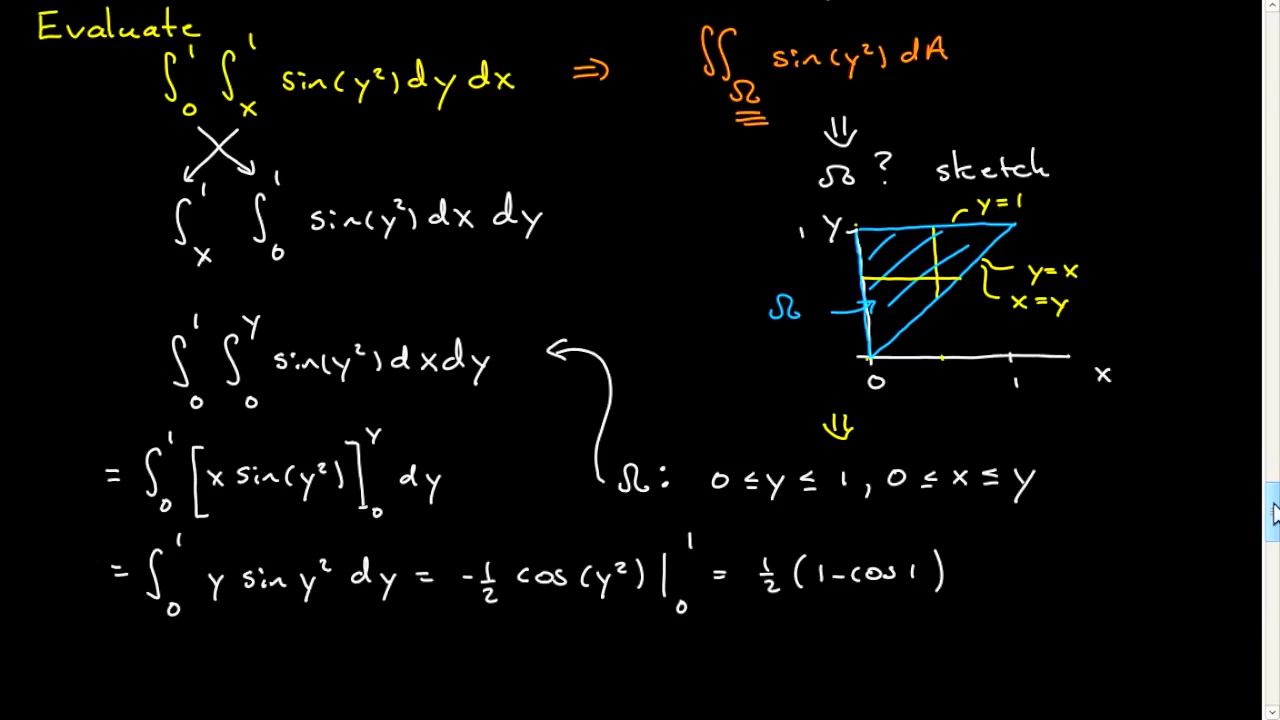 Evaluate
∫₀¹ ∫ₓ¹ sin(y²) dy dx ⇒ ∬_Ω sin(y²) dA
⇓
Ω ? sketch
∫ₓ¹ ∫₀¹ sin(y²) dx dy
y=1
1 Y
y=x
x=y
Ω
0 1 x
∫₀¹ ∫₀^y sin(y²) dx dy
⇓
= ∫₀¹ [x sin(y²)]₀^y dy
Ω: 0 ≤ y ≤ 1, 0 ≤ x ≤ y
= ∫₀¹ y sin y² dy = -1/2 cos(y²) |₀¹ = 1/2 (1-cos 1)